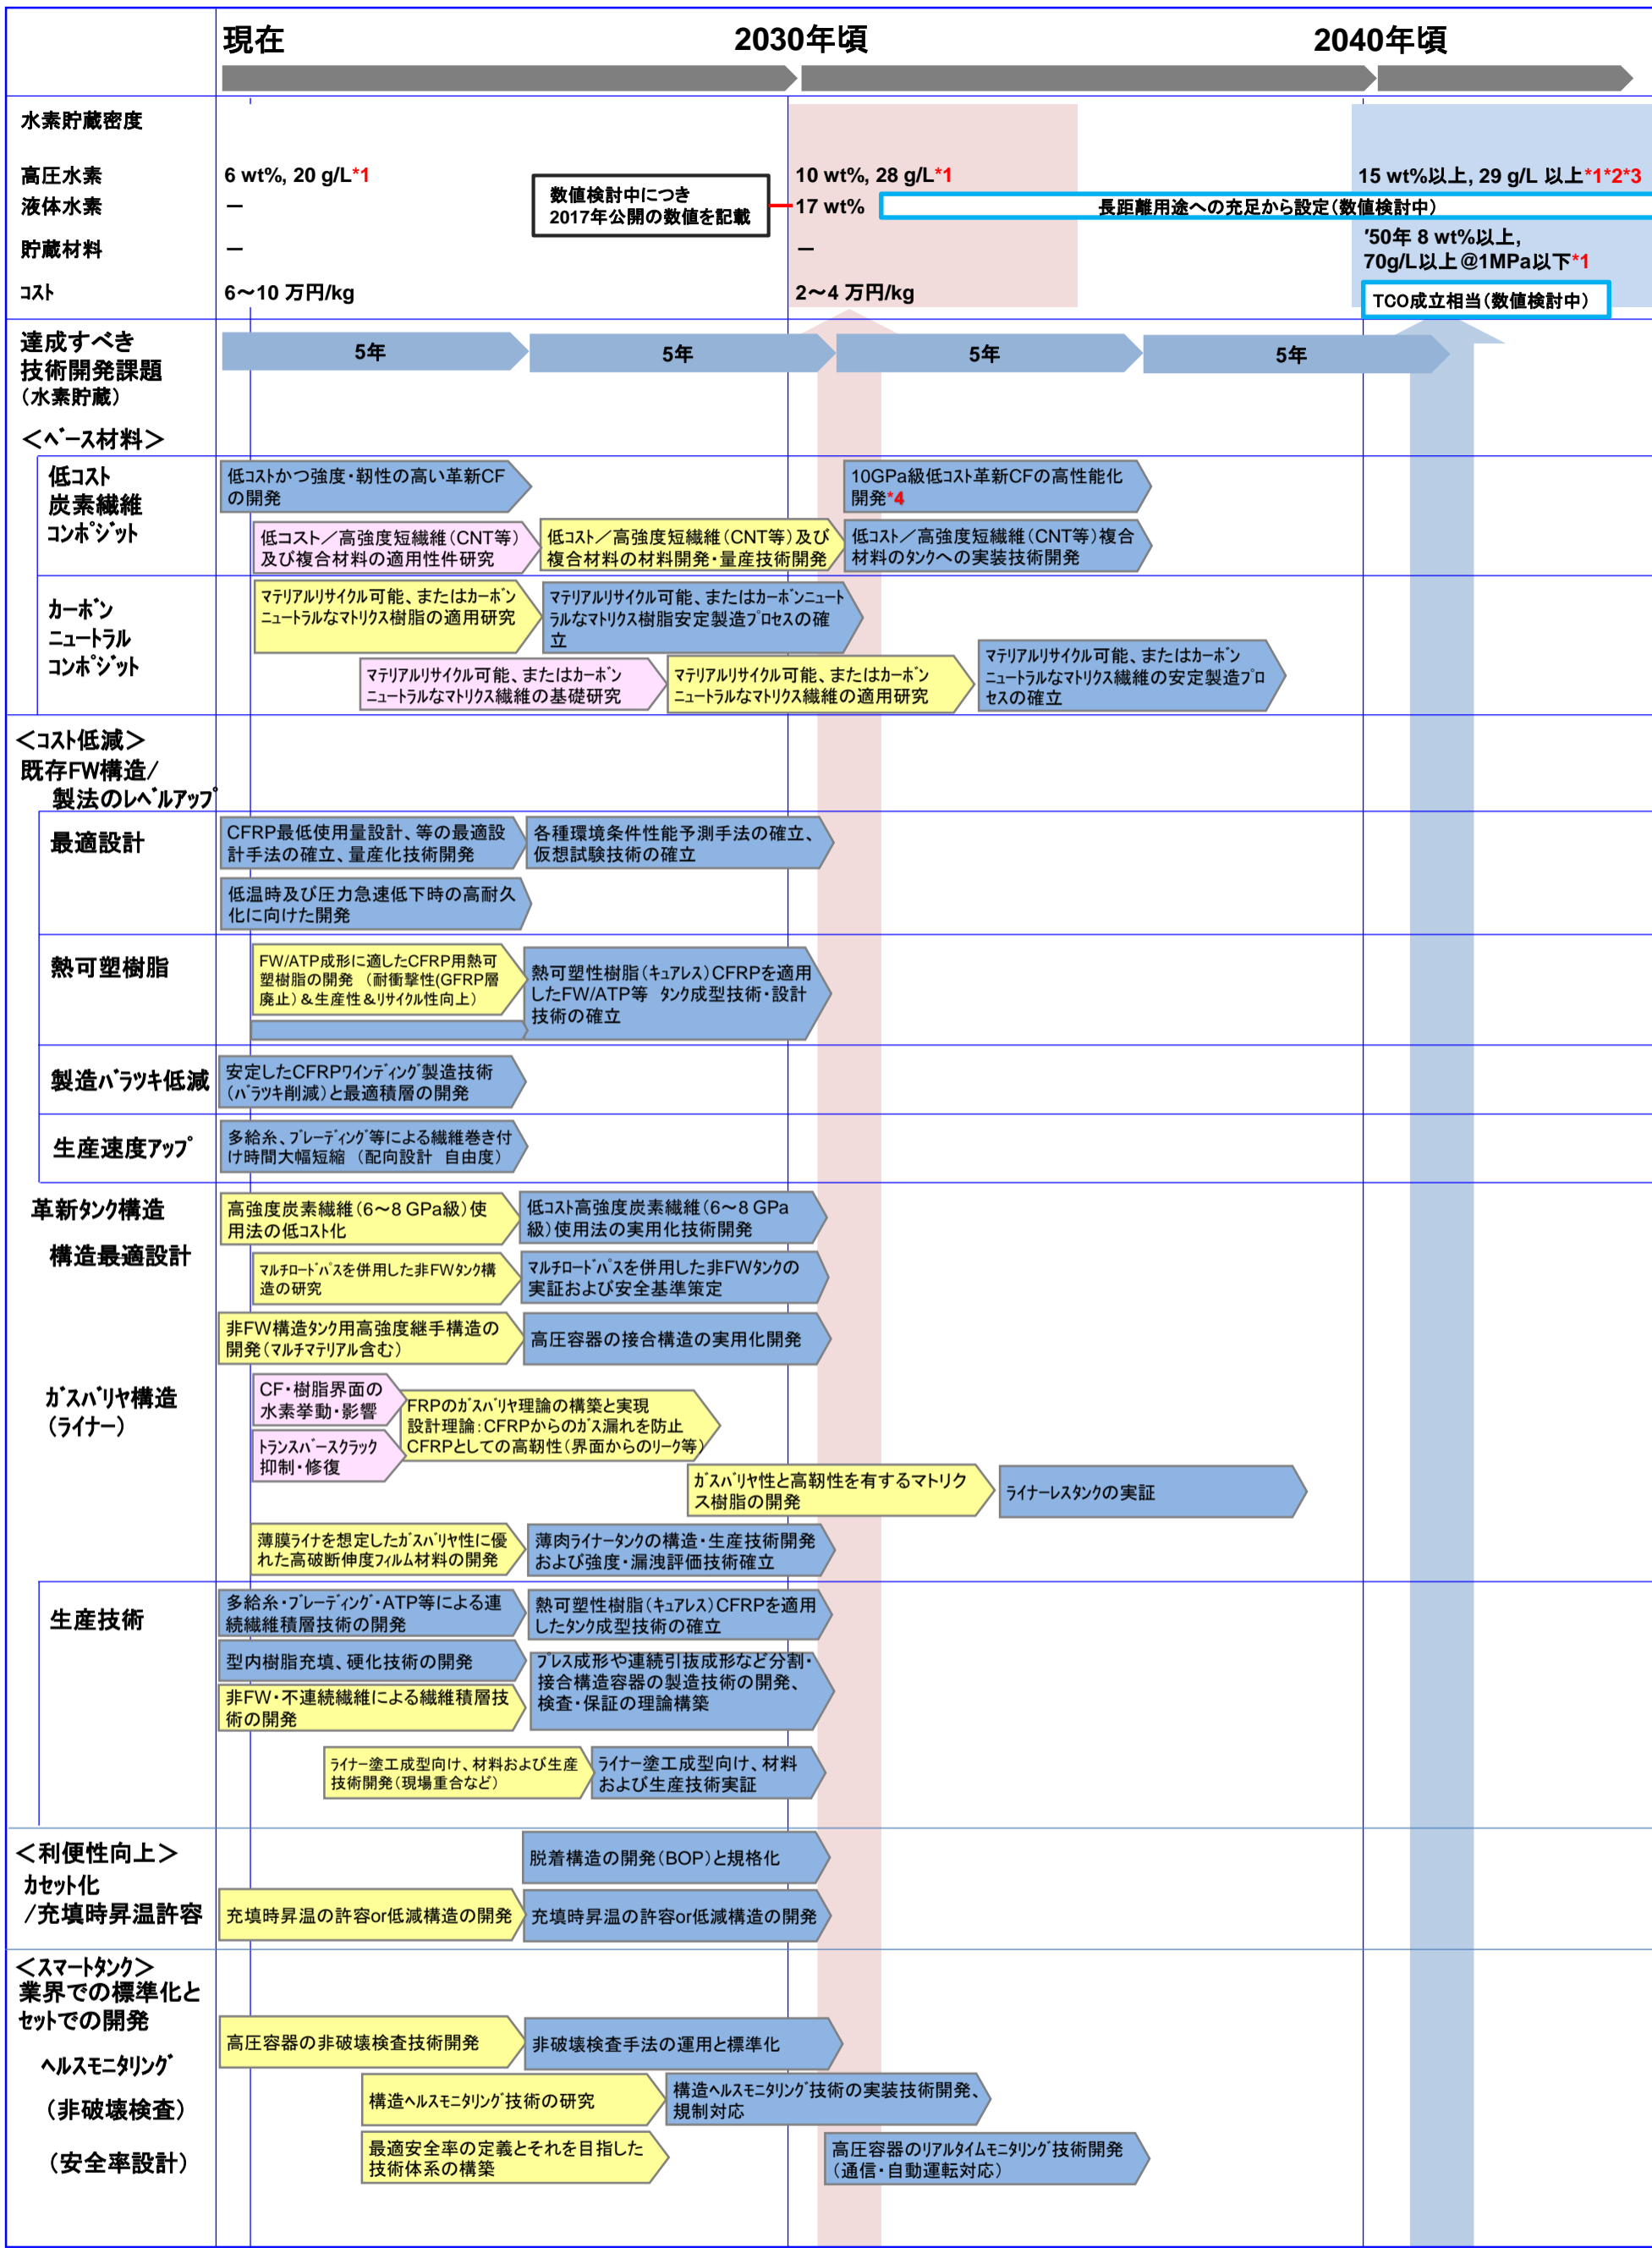 現在
2030年頃
2040年頃
水素貯蔵密度
高圧水素
6 wt%, 20 g/L*1
10 wt%, 28 g/L*1
15 wt%以上, 29 g/L 以上*1*2*3
液体水素
－
数値検討中につき
2017年公開の数値を記載
17 wt%
長距離用途への充足から設定（数値検討中）
貯蔵材料
－
－
’50年 8 wt%以上,
70g/L以上@1MPa以下*1
ｺｽﾄ
6～10 万円/kg
2～4 万円/kg
TCO成立相当（数値検討中）
達成すべき
技術開発課題
（水素貯蔵）
5年
5年
5年
5年
＜ﾍﾞｰｽ材料＞
低ｺｽﾄ
炭素繊維
ｺﾝﾎﾟｼﾞｯﾄ
低ｺｽﾄかつ強度・靭性の高い革新CF
の開発
10GPa級低ｺｽﾄ革新CFの高性能化
開発*4
低コスト／高強度短繊維（CNT等）
及び複合材料の適用性件研究
低ｺｽﾄ／高強度短繊維（CNT等）及び
複合材料の材料開発・量産技術開発
低ｺｽﾄ／高強度短繊維（CNT等）複合
材料のﾀﾝｸへの実装技術開発
ｶｰﾎﾞﾝ
ﾆｭｰﾄﾗﾙ
ｺﾝﾎﾟｼﾞｯﾄ
ﾏﾃﾘｱﾙﾘｻｲｸﾙ可能、またはｶｰﾎﾞﾝ
ﾆｭｰﾄﾗﾙなﾏﾄﾘｸｽ樹脂の適用研究
ﾏﾃﾘｱﾙﾘｻｲｸﾙ可能、またはｶｰﾎﾞﾝﾆｭｰﾄ
ﾗﾙなﾏﾄﾘｸｽ樹脂安定製造ﾌﾟﾛｾｽの確
立
ﾏﾃﾘｱﾙﾘｻｲｸﾙ可能、またはｶｰﾎﾞﾝ
ﾆｭｰﾄﾗﾙなﾏﾄﾘｸｽ繊維の基礎研究
ﾏﾃﾘｱﾙﾘｻｲｸﾙ可能、またはｶｰﾎﾞﾝ
ﾆｭｰﾄﾗﾙなﾏﾄﾘｸｽ繊維の適用研究
ﾏﾃﾘｱﾙﾘｻｲｸﾙ可能、またはｶｰﾎﾞﾝ
ﾆｭｰﾄﾗﾙなﾏﾄﾘｸｽ繊維の安定製造ﾌﾟﾛ
ｾｽの確立
＜ｺｽﾄ低減＞
既存FW構造/
製法のﾚﾍﾞﾙｱｯﾌﾟ
最適設計
CFRP最低使用量設計、等の最適設
計手法の確立、量産化技術開発
各種環境条件性能予測手法の確立、
仮想試験技術の確立
低温時及び圧力急速低下時の高耐久
化に向けた開発
熱可塑樹脂
FW/ATP成形に適したCFRP用熱可
塑樹脂の開発　（耐衝撃性(GFRP層
廃止）＆生産性＆ﾘｻｲｸﾙ性向上）
熱可塑性樹脂（ｷｭｱﾚｽ）CFRPを適用
したFW/ATP等　ﾀﾝｸ成型技術・設計
技術の確立
製造ﾊﾞﾗﾂｷ低減
安定したCFRPﾜｲﾝﾃﾞｨﾝｸﾞ製造技術
（ﾊﾞﾗﾂｷ削減）と最適積層の開発
生産速度ｱｯﾌﾟ
多給糸、ﾌﾞﾚｰﾃﾞｨﾝｸﾞ等による繊維巻き付
け時間大幅短縮　（配向設計　自由度）
革新ﾀﾝｸ構造
構造最適設計
高強度炭素繊維（6～8 GPa級）使
用法の低ｺｽﾄ化
低ｺｽﾄ高強度炭素繊維（6～8 GPa
級）使用法の実用化技術開発
ﾏﾙﾁﾛｰﾄﾞﾊﾟｽを併用した非FWﾀﾝｸ構
造の研究
ﾏﾙﾁﾛｰﾄﾞﾊﾟｽを併用した非FWﾀﾝｸの
実証および安全基準策定
非FW構造ﾀﾝｸ用高強度継手構造の
開発（ﾏﾙﾁﾏﾃﾘｱﾙ含む）
高圧容器の接合構造の実用化開発
ｶﾞｽﾊﾞﾘﾔ構造
（ﾗｲﾅｰ）
CF・樹脂界面の
水素挙動・影響
ﾄﾗﾝｽﾊﾞｰｽｸﾗｯｸ
抑制・修復
FRPのｶﾞｽﾊﾞﾘﾔ理論の構築と実現
設計理論：CFRPからのｶﾞｽ漏れを防止
CFRPとしての高靭性（界面からのﾘｰｸ等）
ｶﾞｽﾊﾞﾘﾔ性と高靭性を有するマトリク
ス樹脂の開発
ﾗｲﾅｰﾚｽﾀﾝｸの実証
薄膜ﾗｲﾅを想定したｶﾞｽﾊﾞﾘﾔ性に優
れた高破断伸度ﾌｨﾙﾑ材料の開発
薄肉ﾗｲﾅｰﾀﾝｸの構造・生産技術開発
および強度・漏洩評価技術確立
生産技術
多給糸・ﾌﾞﾚｰﾃﾞｨﾝｸﾞ・ATP等による連
続繊維積層技術の開発
熱可塑性樹脂（ｷｭｱﾚｽ）CFRPを適用
したﾀﾝｸ成型技術の確立
型内樹脂充填、硬化技術の開発
非FW・不連続繊維による繊維積層技
術の開発
ﾌﾟﾚｽ成形や連続引抜成形など分割・
接合構造容器の製造技術の開発、
検査・保証の理論構築
ﾗｲﾅｰ塗工成型向け、材料および生産
技術開発（現場重合など）
ﾗｲﾅｰ塗工成型向け、材料
および生産技術実証
＜利便性向上＞
ｶｾｯﾄ化
/充填時昇温許容
脱着構造の開発（BOP）と規格化
充填時昇温の許容or低減構造の開発
充填時昇温の許容or低減構造の開発
＜ｽﾏｰﾄﾀﾝｸ＞
業界での標準化と
ｾｯﾄでの開発
高圧容器の非破壊検査技術開発
非破壊検査手法の運用と標準化
ﾍﾙｽﾓﾆﾀﾘﾝｸﾞ
（非破壊検査）
構造ﾍﾙｽﾓﾆﾀﾘﾝｸﾞ技術の研究
構造ﾍﾙｽﾓﾆﾀﾘﾝｸﾞ技術の実装技術開発、
規制対応
（安全率設計）
最適安全率の定義とそれを目指した
技術体系の構築
高圧容器のﾘｱﾙﾀｲﾑﾓﾆﾀﾘﾝｸﾞ技術開発
（通信・自動運転対応）